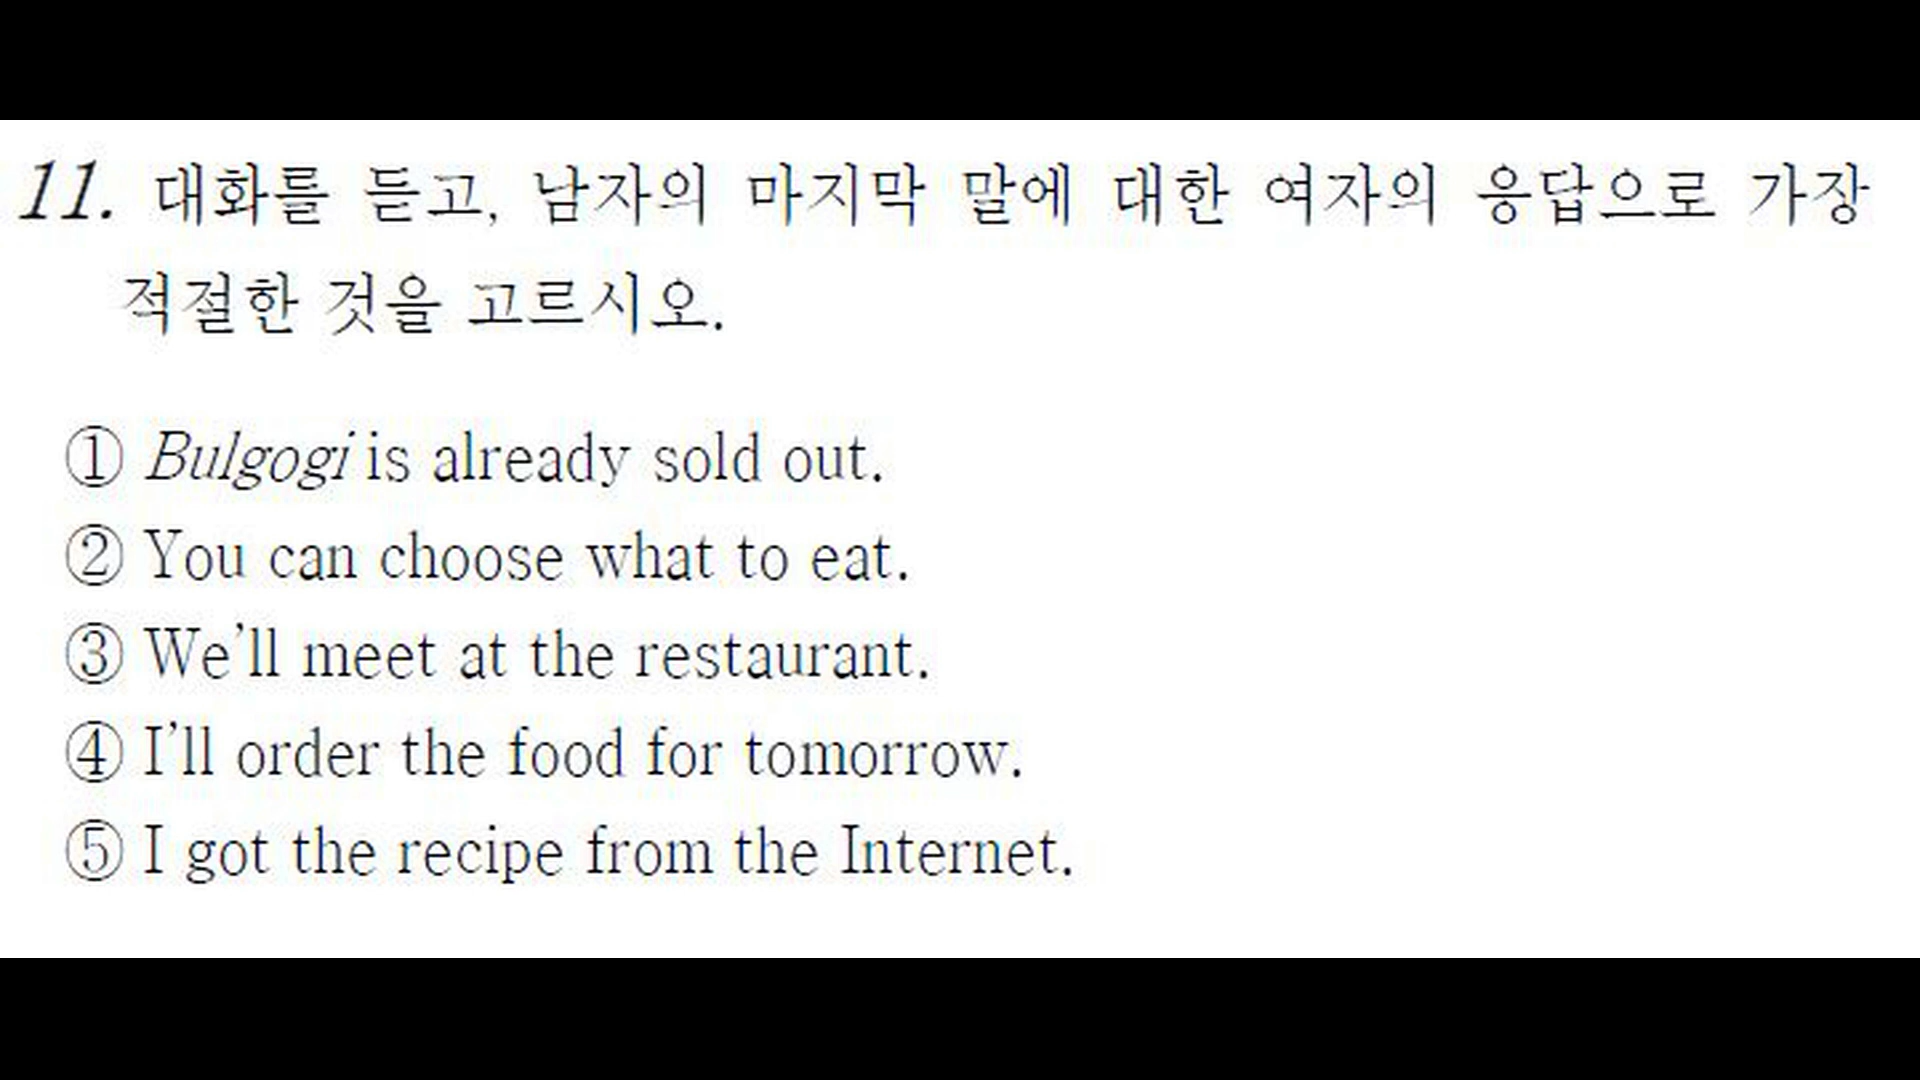 11. 대화를 듣고, 남자의 마지막 말에 대한 여자의 응답으로 가장
적절한 것을 고르시오.
① Bulgogi is already sold out.
② You can choose what to eat.
③ We’ll meet at the restaurant.
④ I’ll order the food for tomorrow.
⑤ I got the recipe from the Internet.